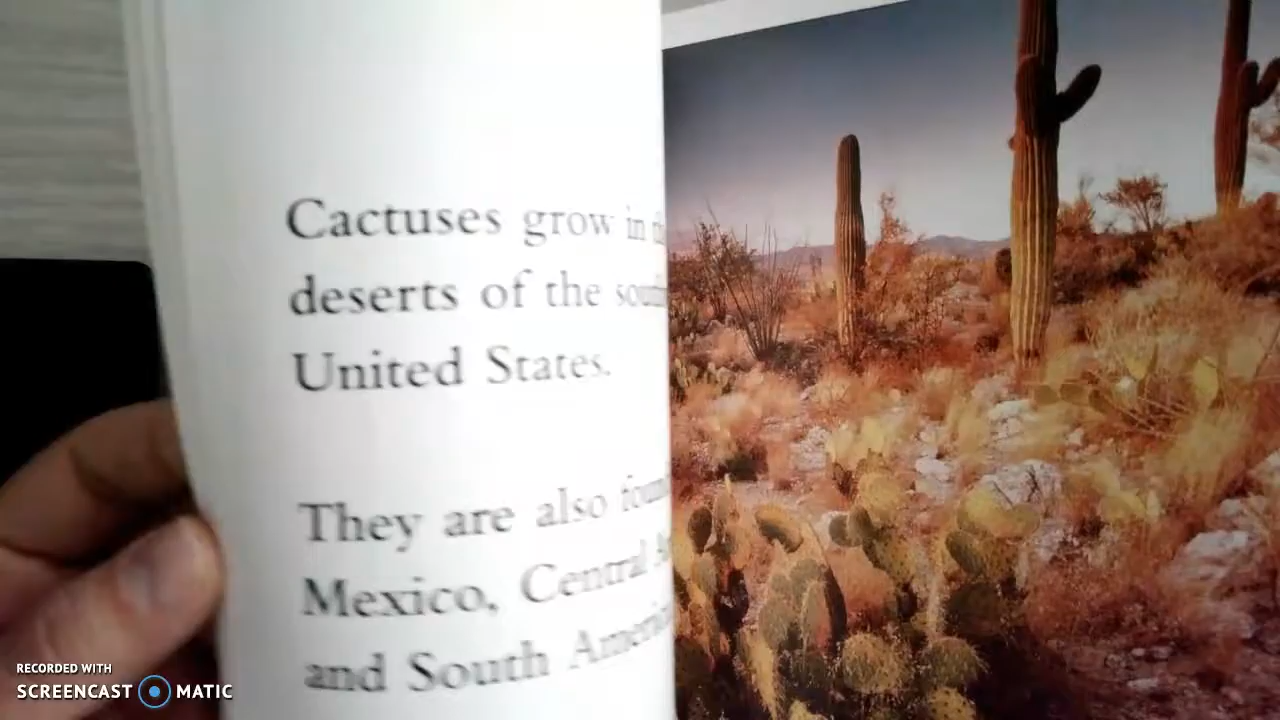 Cactuses grow in
deserts of the
United States.
They are also
Mexico, Central
and South
RECORDED WITH
SCREENCAST MATIC